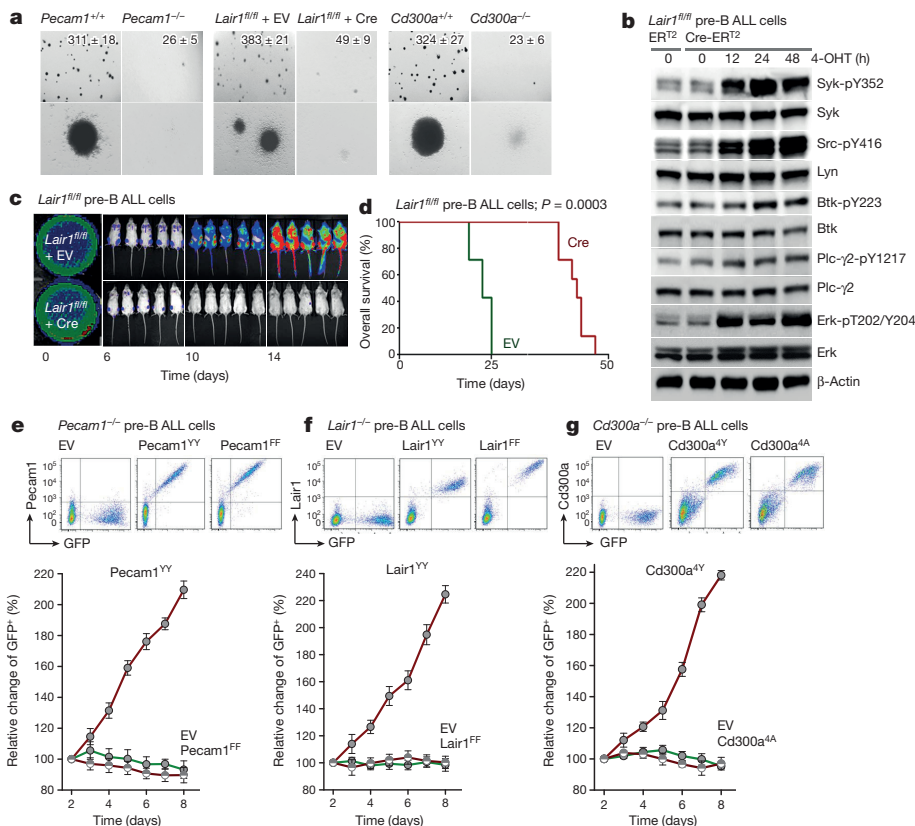 a
Pecam1+/+ Pecam1–/– Lair1fl/fl + EV Lair1fl/fl + Cre Cd300a+/+ Cd300a–/–
311 ± 18 26 ± 5 383 ± 21 49 ± 9 324 ± 27 23 ± 6
b
Lair1fl/fl pre-B ALL cells
ERT2 Cre-ERT2
0 0 12 24 48 4-OHT (h)
Syk-pY352
Syk
Src-pY416
Lyn
Btk-pY223
Btk
Plc-γ2-pY1217
Plc-γ2
Erk-pT202/Y204
Erk
β-Actin
c
Lair1fl/fl pre-B ALL cells
Lair1fl/fl
+ EV
Lair1fl/fl
+ Cre
0 6 10 14
Time (days)
d
Lair1fl/fl pre-B ALL cells; P = 0.0003
Overall survival (%)
100
80
60
40
20
0
Cre
EV
0 25 50
Time (days)
e
Pecam1–/– pre-B ALL cells
EV Pecam1YY Pecam1FF
Pecam1
105
104
103
102
0
GFP
Pecam1YY
Relative change of GFP+ (%)
220
200
180
160
140
120
100
80
EV
Pecam1FF
2 4 6 8
Time (days)
f
Lair1–/– pre-B ALL cells
EV Lair1YY Lair1FF
Lair1
105
104
103
102
0
GFP
Lair1YY
Relative change of GFP+ (%)
240
220
200
180
160
140
120
100
80
EV
Lair1FF
2 4 6 8
Time (days)
g
Cd300a–/– pre-B ALL cells
EV Cd300a4Y Cd300a4A
Cd300a
105
104
103
102
0
GFP
Cd300a4Y
Relative change of GFP+ (%)
220
200
180
160
140
120
100
80
EV
Cd300a4A
2 4 6 8
Time (days)